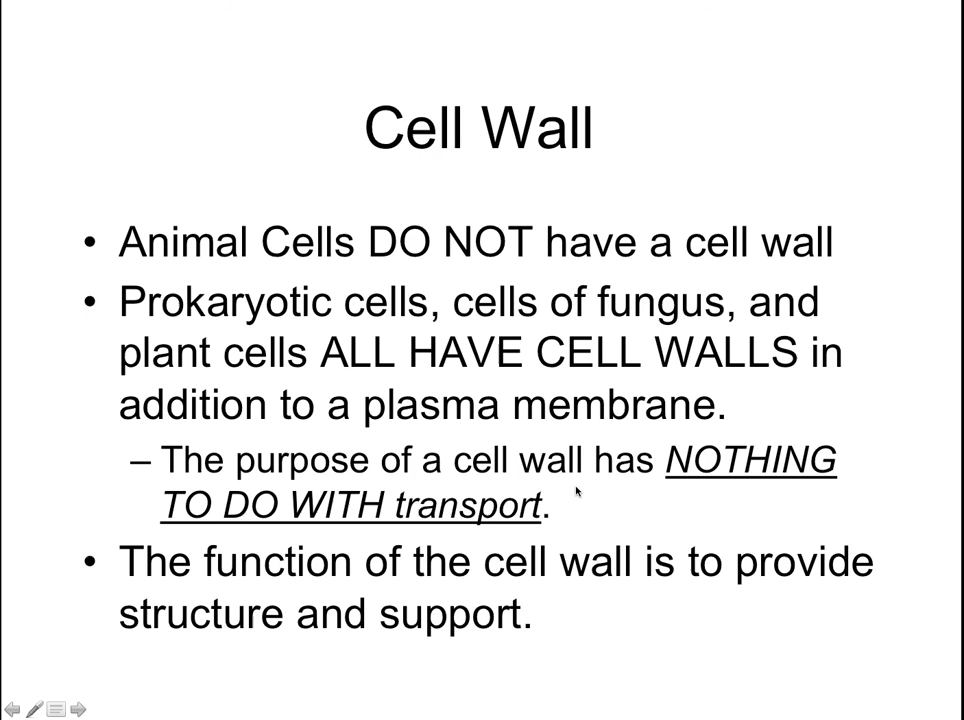 Cell Wall
• Animal Cells DO NOT have a cell wall
• Prokaryotic cells, cells of fungus, and
plant cells ALL HAVE CELL WALLS in
addition to a plasma membrane.
– The purpose of a cell wall has NOTHING
TO DO WITH transport.
• The function of the cell wall is to provide
structure and support.